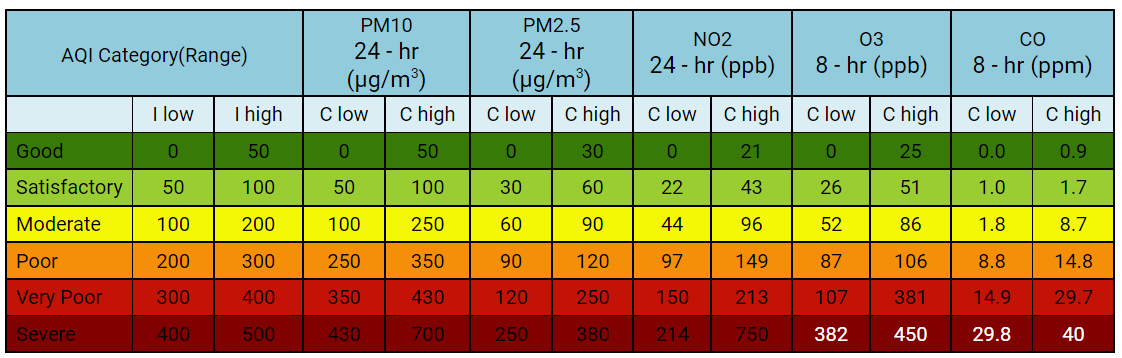 AQI Category(Range) PM10 24 - hr (µg/m³) PM2.5 24 - hr (µg/m³) NO2 24 - hr (ppb) O3 8 - hr (ppb) CO 8 - hr (ppm)
I low I high C low C high C low C high C low C high C low C high C low C high
Good 0 50 0 50 0 30 0 21 0 25 0.0 0.9
Satisfactory 50 100 50 100 30 60 22 43 26 51 1.0 1.7
Moderate 100 200 100 250 60 90 44 96 52 86 1.8 8.7
Poor 200 300 250 350 90 120 97 149 87 106 8.8 14.8
Very Poor 300 400 350 430 120 250 150 213 107 381 14.9 29.7
Severe 400 500 430 700 250 380 214 750 382 450 29.8 40